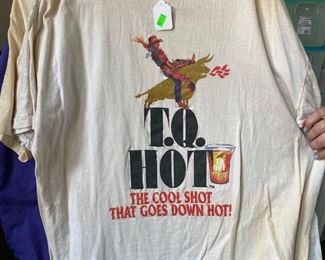 T.Q.
HOT
THE COOL SHOT
THAT GOES DOWN HOT!